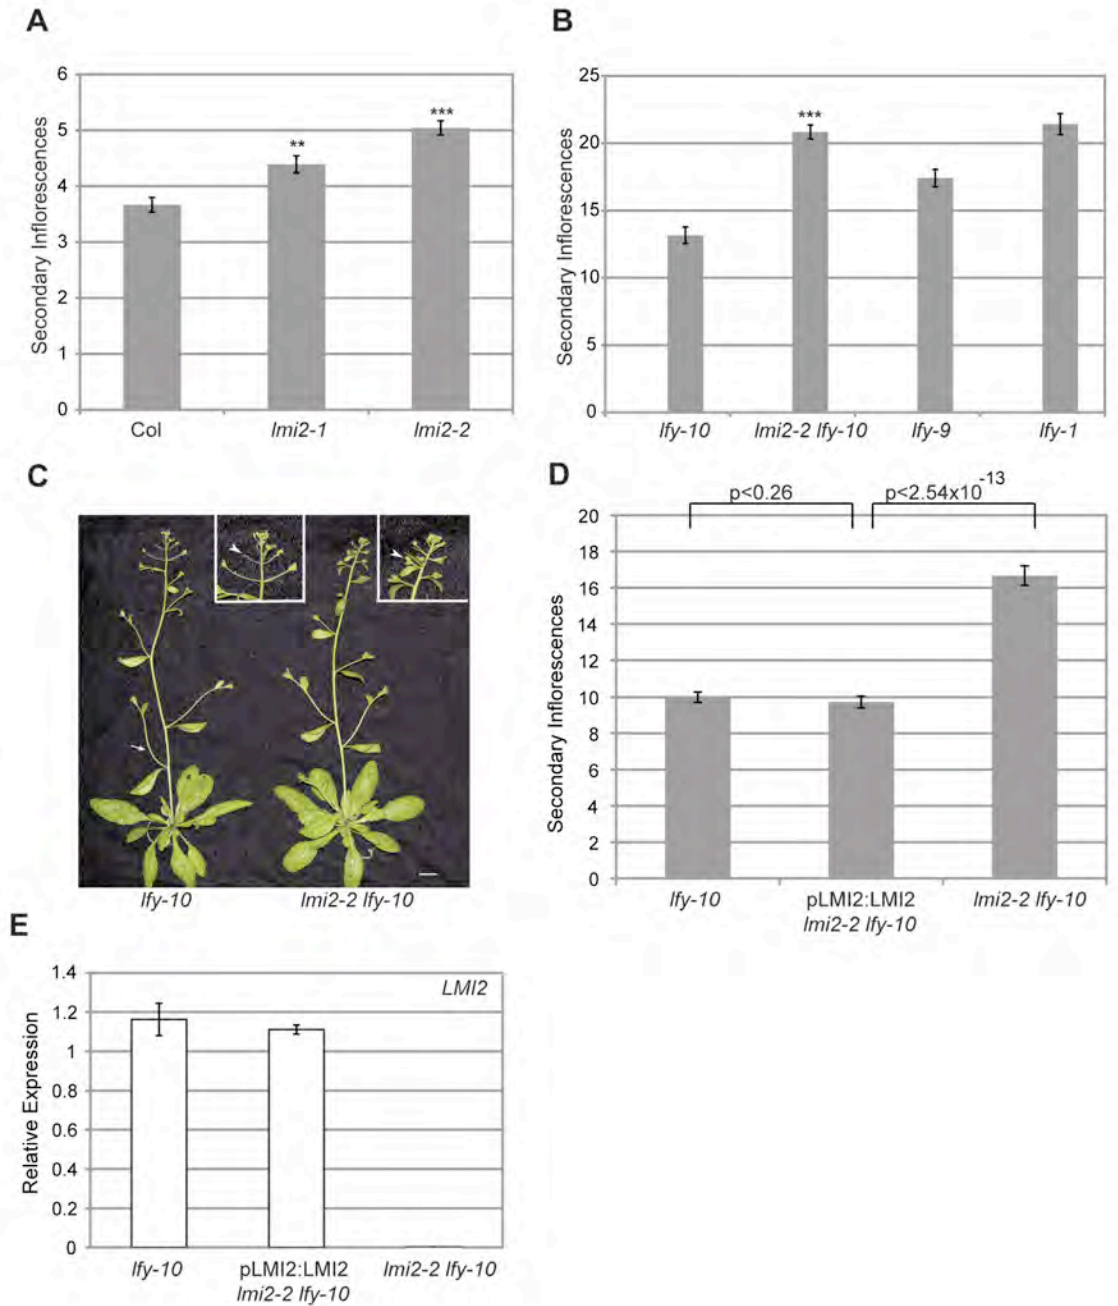 A
6
5
4
3
2
1
0
Secondary Inflorescences
**
***
Col
lmi2-1
lmi2-2
B
25
20
15
10
5
0
Secondary Inflorescences
***
lfy-10
lmi2-2 lfy-10
lfy-9
lfy-1
C
lfy-10
lmi2-2 lfy-10
D
p<0.26
p<2.54x10-13
20
18
16
14
12
10
8
6
4
2
0
Secondary Inflorescences
lfy-10
pLMI2:LMI2
lmi2-2 lfy-10
lmi2-2 lfy-10
E
1.4
1.2
1
0.8
0.6
0.4
0.2
0
Relative Expression
LMI2
lfy-10
pLMI2:LMI2
lmi2-2 lfy-10
lmi2-2 lfy-10